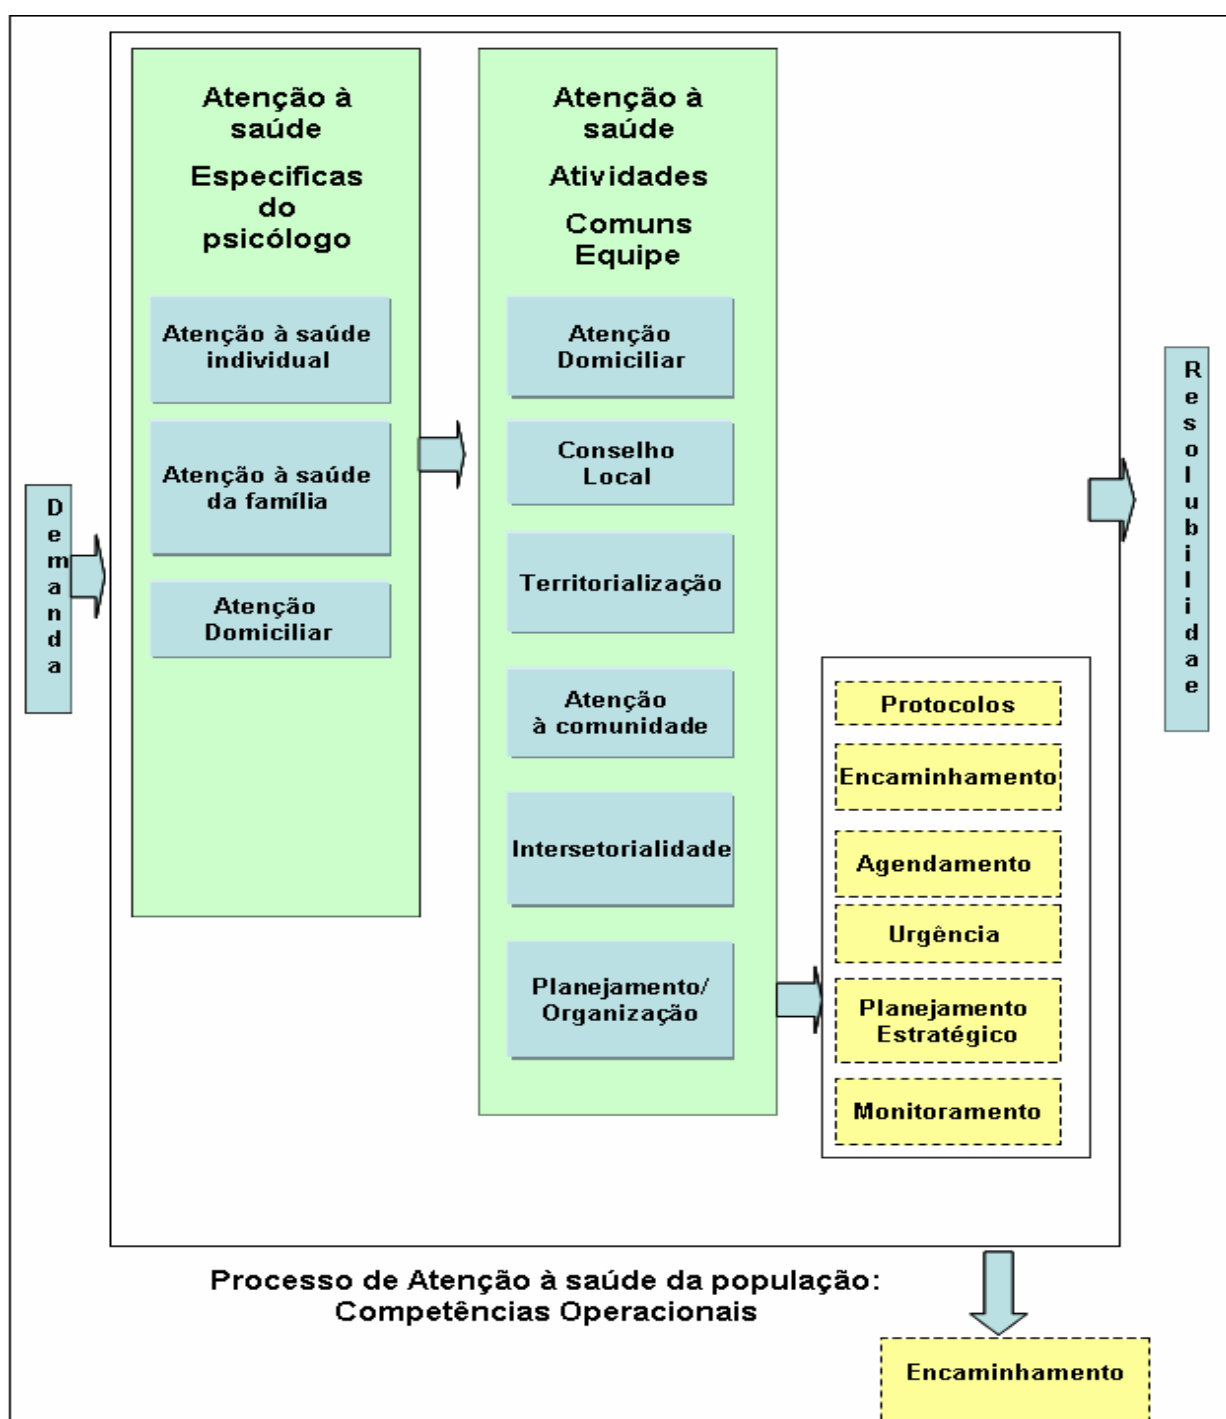 Demanda
Atenção à
saúde
Especificas
do
psicólogo
Atenção à saúde
individual
Atenção à saúde
da família
Atenção
Domiciliar
Atenção à
saúde
Atividades
Comuns
Equipe
Atenção
Domiciliar
Conselho
Local
Territorialização
Atenção
à comunidade
Intersetorialidade
Planejamento/
Organização
Protocolos
Encaminhamento
Agendamento
Urgência
Planejamento
Estratégico
Monitoramento
Resolubilidae
Processo de Atenção à saúde da população:
Competências Operacionais
Encaminhamento